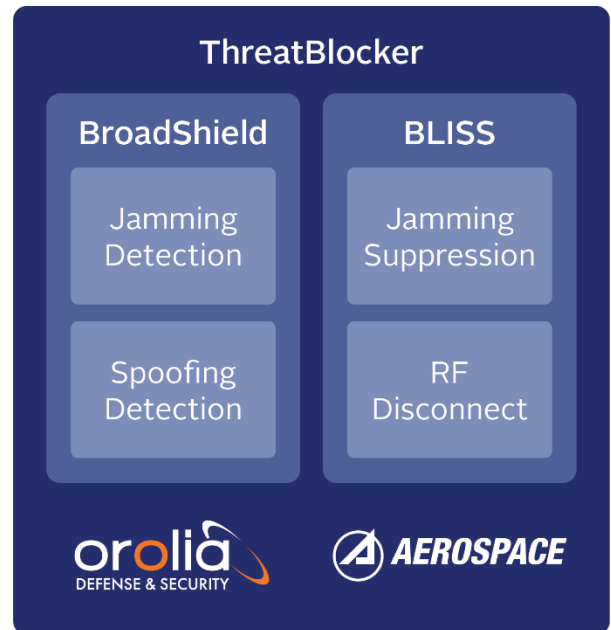 ThreatBlocker
BroadShield
Jamming
Detection
Spoofing
Detection
BLISS
Jamming
Suppression
RF
Disconnect
orolia
DEFENSE & SECURITY
AEROSPACE